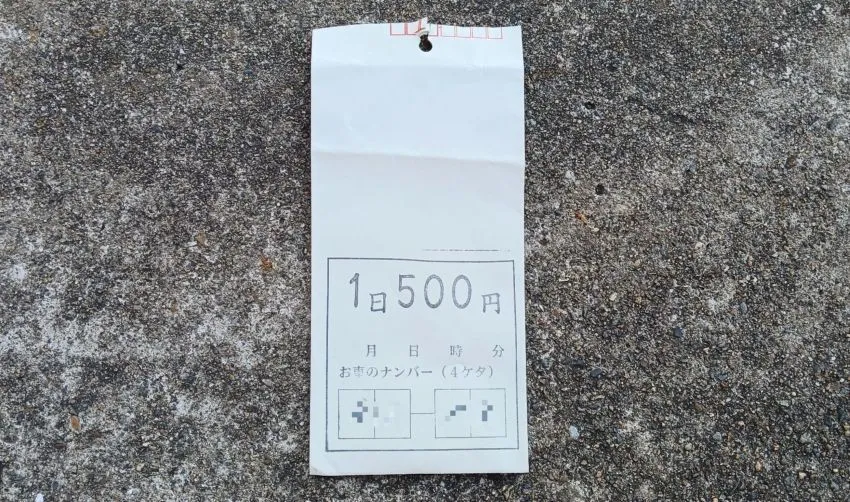 1日500円
月 日 時 分
お車のナンバー(4ケタ)